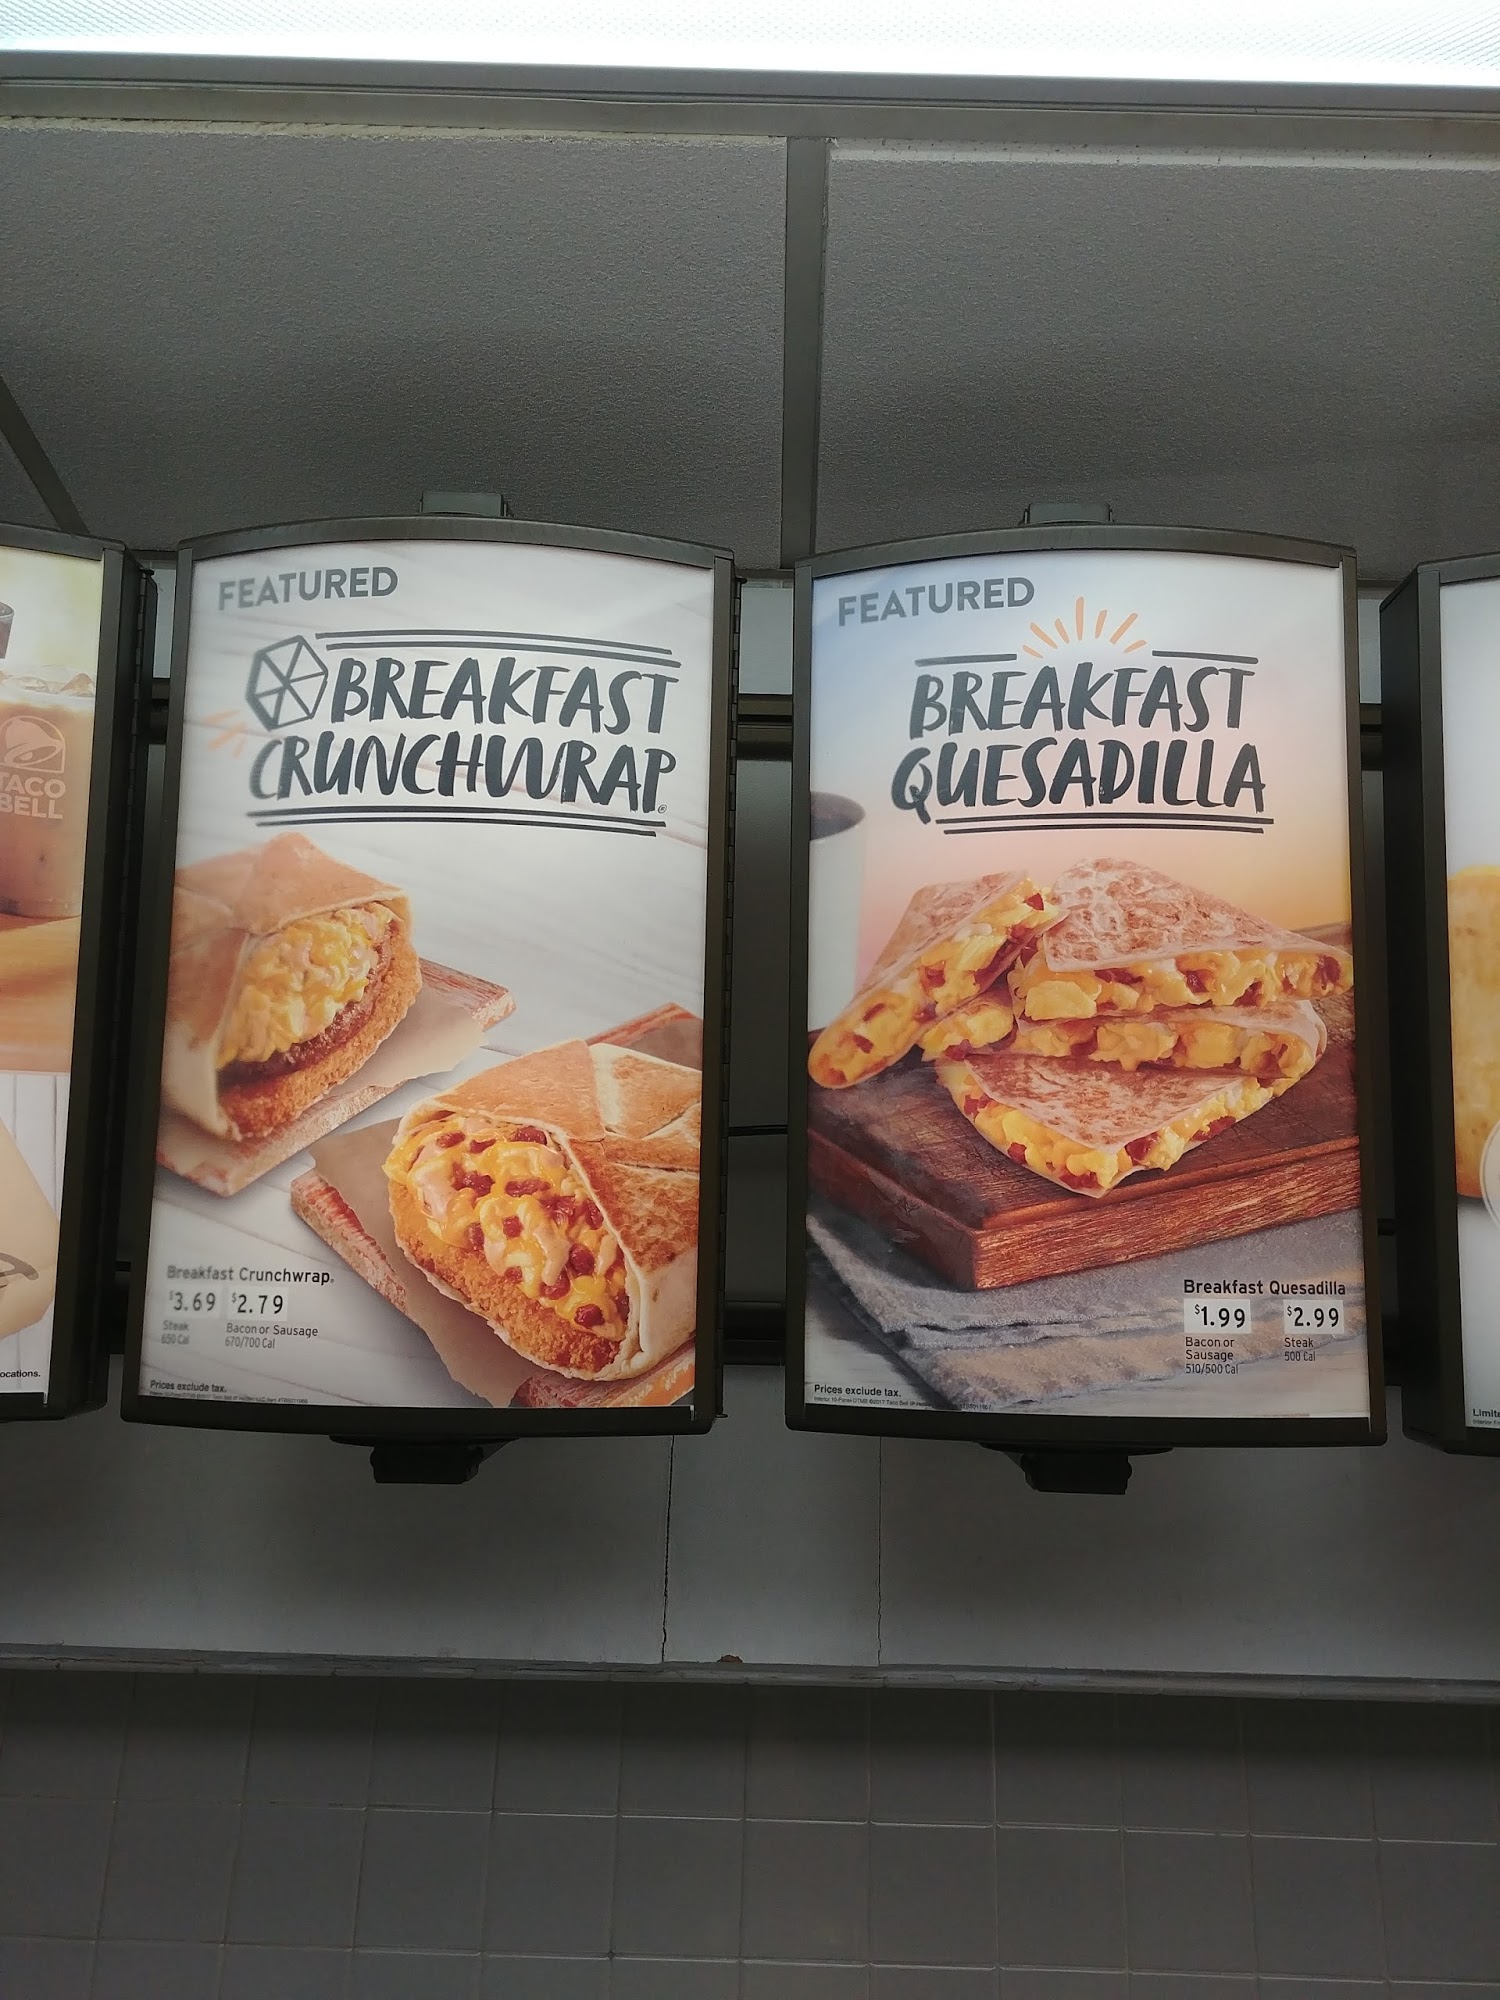 TACO
BELL
ocations.
FEATURED
BREAKFAST
CRUNCHWRAP®
Breakfast Crunchwrap®
$3.69 $2.79
Steak
650 Cal
Bacon or Sausage
670/700 Cal
Prices exclude tax.
FEATURED
BREAKFAST
QUESADILLA
Breakfast Quesadilla
$1.99 $2.99
Bacon or
Sausage
510/500 Cal
Steak
500 Cal
Prices exclude tax.
Limite